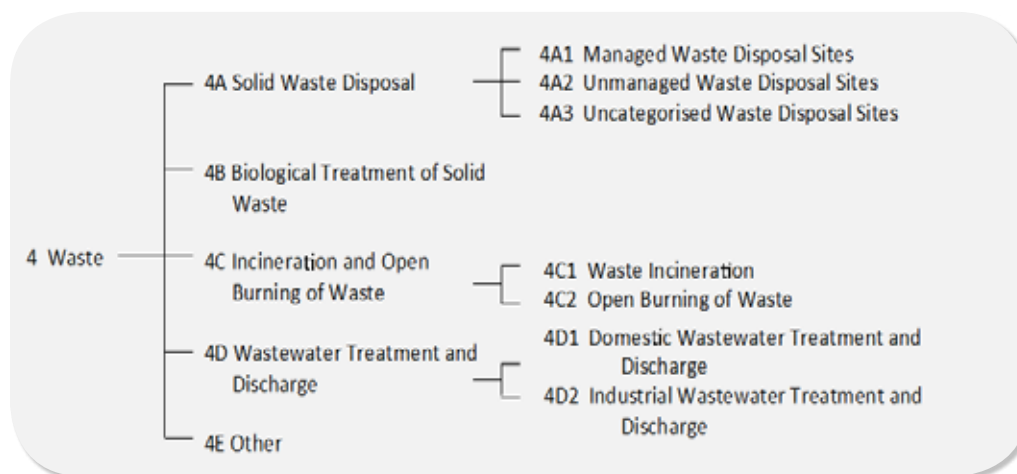 4 Waste
4A Solid Waste Disposal
4A1 Managed Waste Disposal Sites
4A2 Unmanaged Waste Disposal Sites
4A3 Uncategorised Waste Disposal Sites
4B Biological Treatment of Solid
Waste
4C Incineration and Open
Burning of Waste
4C1 Waste Incineration
4C2 Open Burning of Waste
4D Wastewater Treatment and
Discharge
4D1 Domestic Wastewater Treatment and
Discharge
4D2 Industrial Wastewater Treatment and
Discharge
4E Other